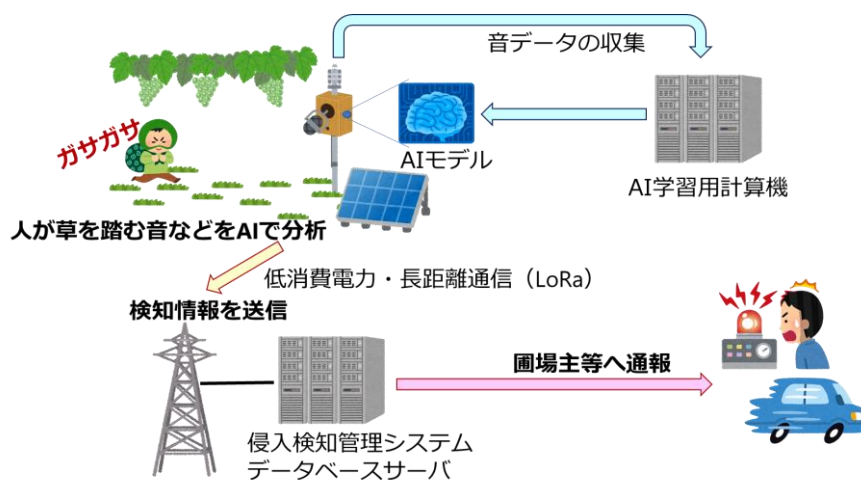 音データの収集
ガサガサ
AIモデル
AI学習用計算機
人が草を踏む音などをAIで分析
低消費電力・長距離通信（LoRa）
検知情報を送信
圃場主等へ通報
侵入検知管理システム
データベースサーバ